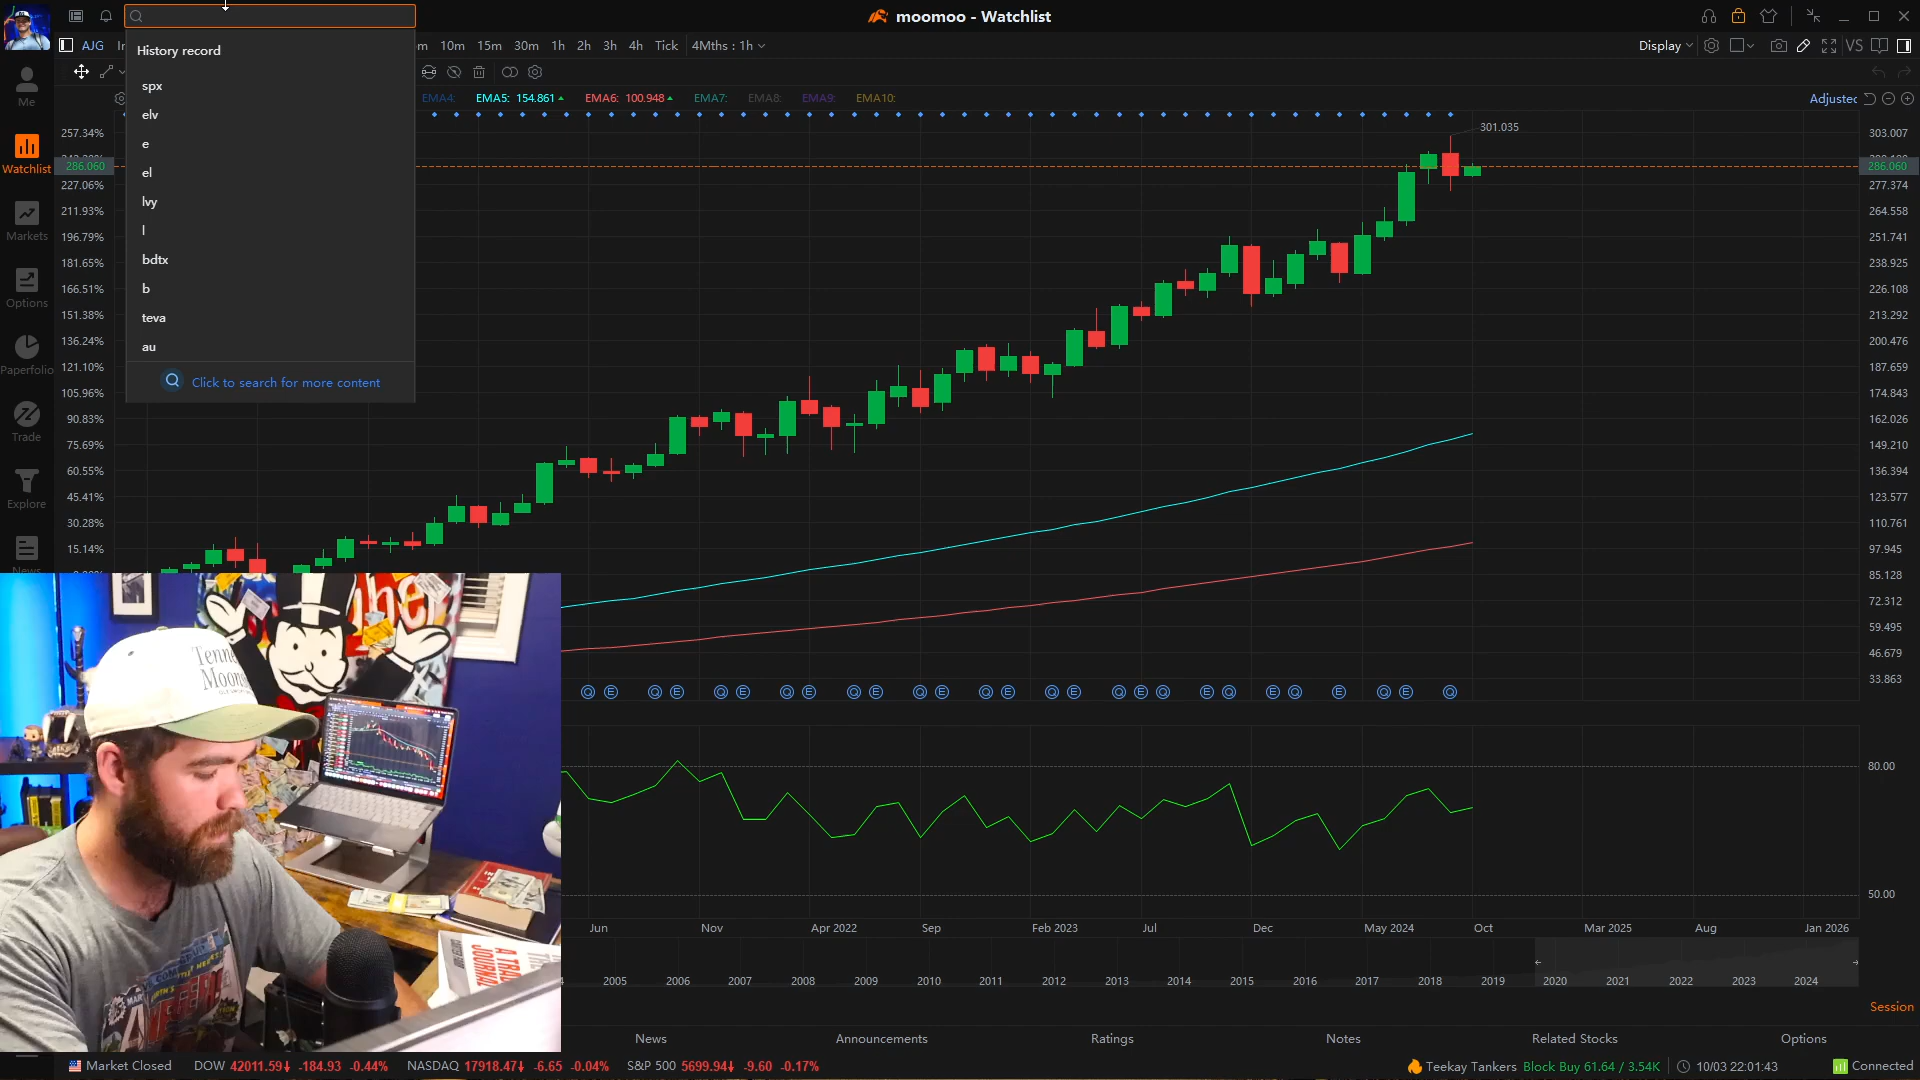 moomoo - Watchlist
AJG
10m 15m 30m 1h 2h 3h 4h Tick 4Mths : 1h
Display
VS
History record
spx
elv
e
el
lvy
l
bdtx
b
teva
au
Click to search for more content
EMA4: EMA5: 154.861 EMA6: 100.948 EMA7: EMA8: EMA9: EMA10:
Adjusted
Me
Watchlist
Markets
Options
Paperfolio
Trade
Explore
News
257.34%
286.060
227.06%
211.93%
196.79%
181.65%
166.51%
151.38%
136.24%
121.10%
105.96%
90.83%
75.69%
60.55%
45.41%
30.28%
15.14%
301.035
303.007
286.060
277.374
264.558
251.741
238.925
226.108
213.292
200.476
187.659
174.843
162.026
149.210
136.394
123.577
110.761
97.945
85.128
72.312
59.495
46.679
33.863
80.00
50.00
Jun Nov Apr 2022 Sep Feb 2023 Jul Dec May 2024 Oct Mar 2025 Aug Jan 2026
2005 2006 2007 2008 2009 2010 2011 2012 2013 2014 2015 2016 2017 2018 2019 2020 2021 2022 2023 2024
Session
News Announcements Ratings Notes Related Stocks Options
Market Closed DOW 42011.59 -184.93 -0.44% NASDAQ 17918.47 -6.65 -0.04% S&P 500 5699.94 -9.60 -0.17%
Teekay Tankers Block Buy 61.64 / 3.54K 10/03 22:01:43 Connected